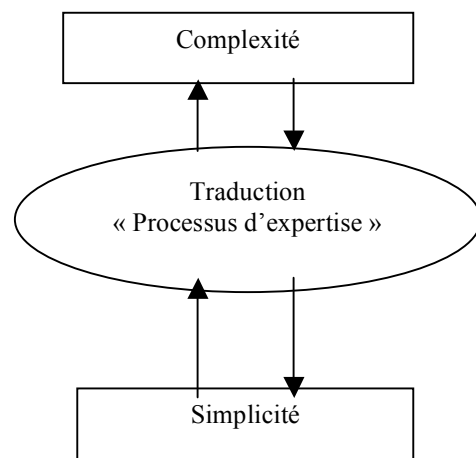 Complexité
Traduction
« Processus d'expertise »
Simplicité